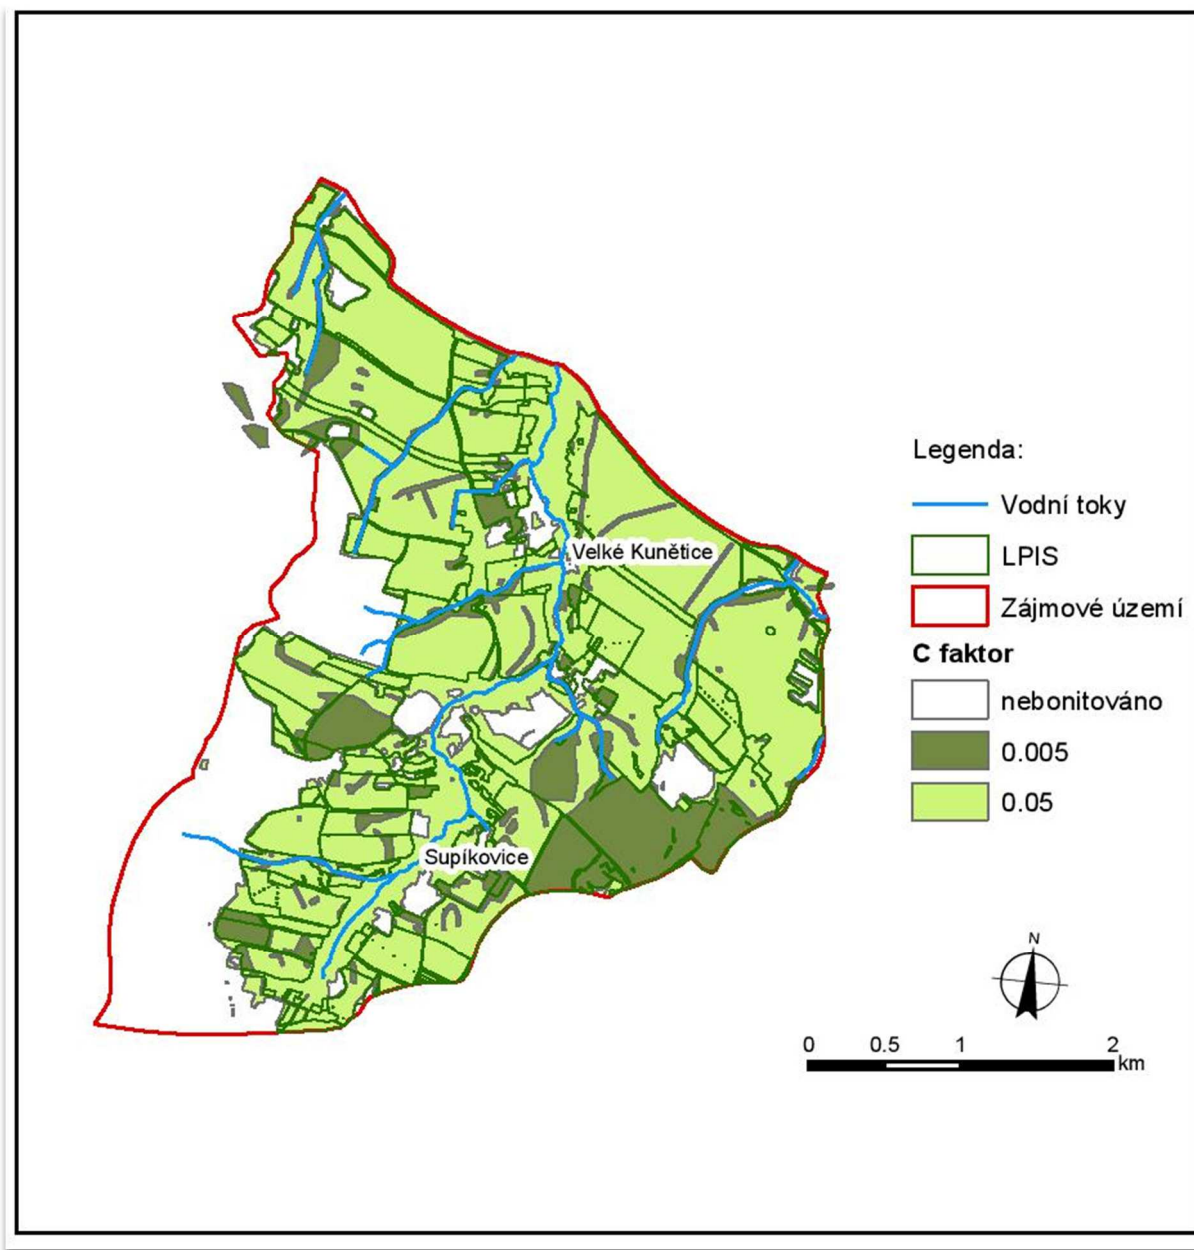 Legenda:
Vodní toky
Velké Kunětice
LPIS
Zájmové území
C faktor
nebonitováno
0.005
0.05
Supíkovice
N
0 0.5 1 2
km